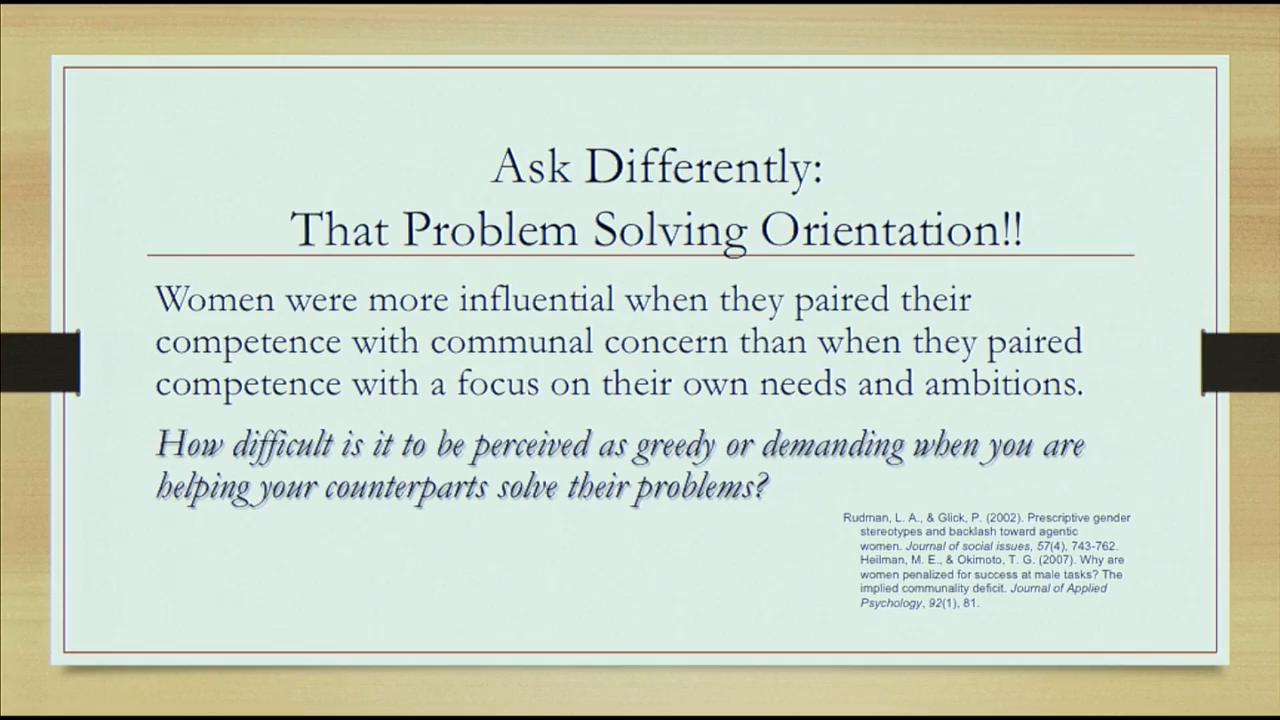 Ask Differently:
That Problem Solving Orientation!!
Women were more influential when they paired their
competence with communal concern than when they paired
competence with a focus on their own needs and ambitions.
How difficult is it to be perceived as greedy or demanding when you are
helping your counterparts solve their problems?
Rudman, L. A., & Glick, P. (2002). Prescriptive gender
stereotypes and backlash toward agentic
women. Journal of social issues, 57(4), 743-762.
Heilman, M. E., & Okimoto, T. G. (2007). Why are
women penalized for success at male tasks? The
implied communality deficit. Journal of Applied
Psychology, 92(1), 81.